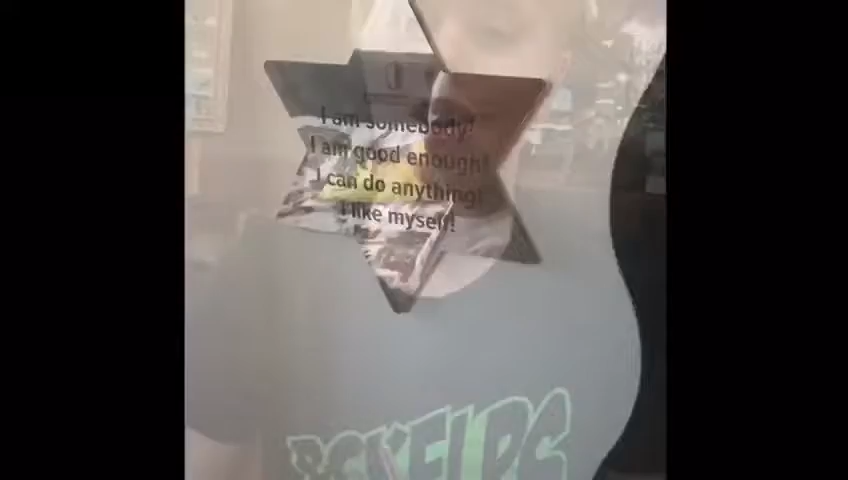 I am somebody!
I am good enough!
I can do anything!
I like myself!